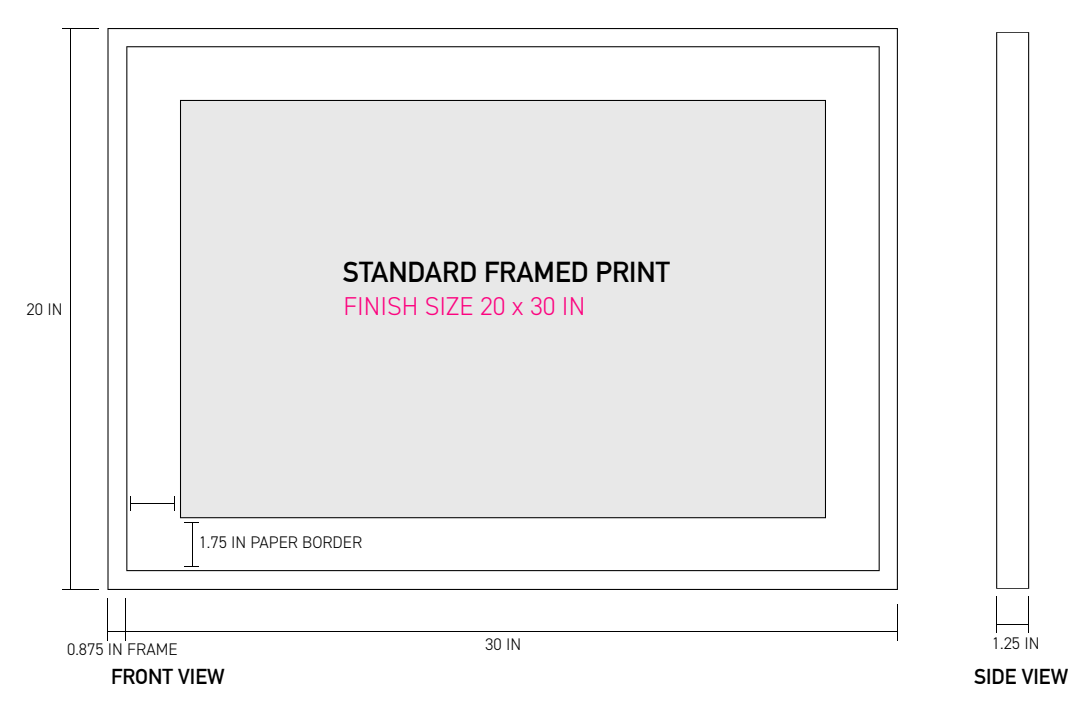 STANDARD FRAMED PRINT
FINISH SIZE 20 x 30 IN
20 IN
1.75 IN PAPER BORDER
0.875 IN FRAME
30 IN
1.25 IN
FRONT VIEW
SIDE VIEW